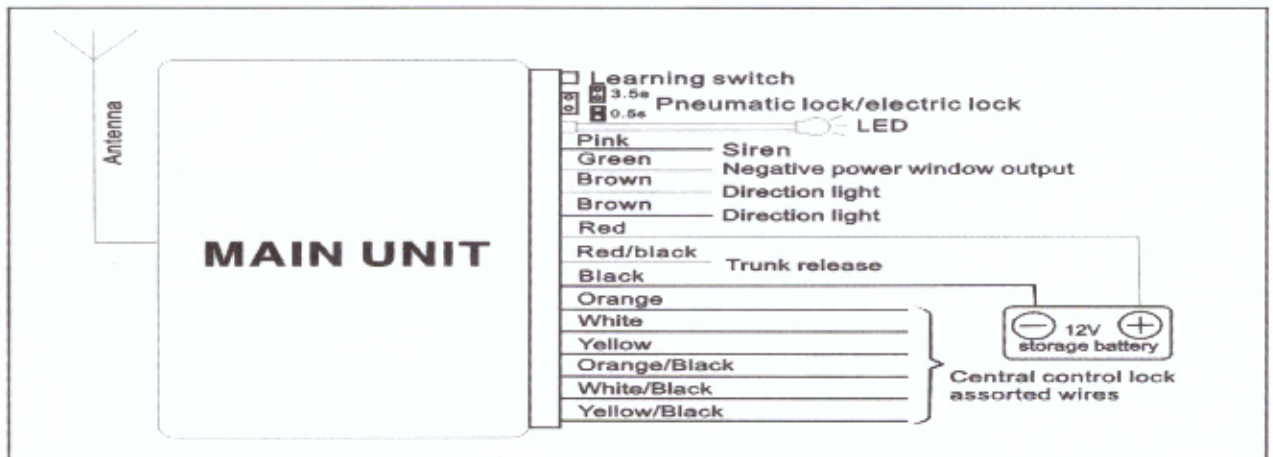 Antenna
MAIN UNIT
Learning switch
3.5s
0.5s
Pneumatic lock/electric lock
LED
Pink
Siren
Green
Negative power window output
Brown
Direction light
Brown
Direction light
Red
Red/black
Trunk release
Black
Orange
White
Yellow
Orange/Black
White/Black
Yellow/Black
Central control lock
assorted wires
12V
storage battery